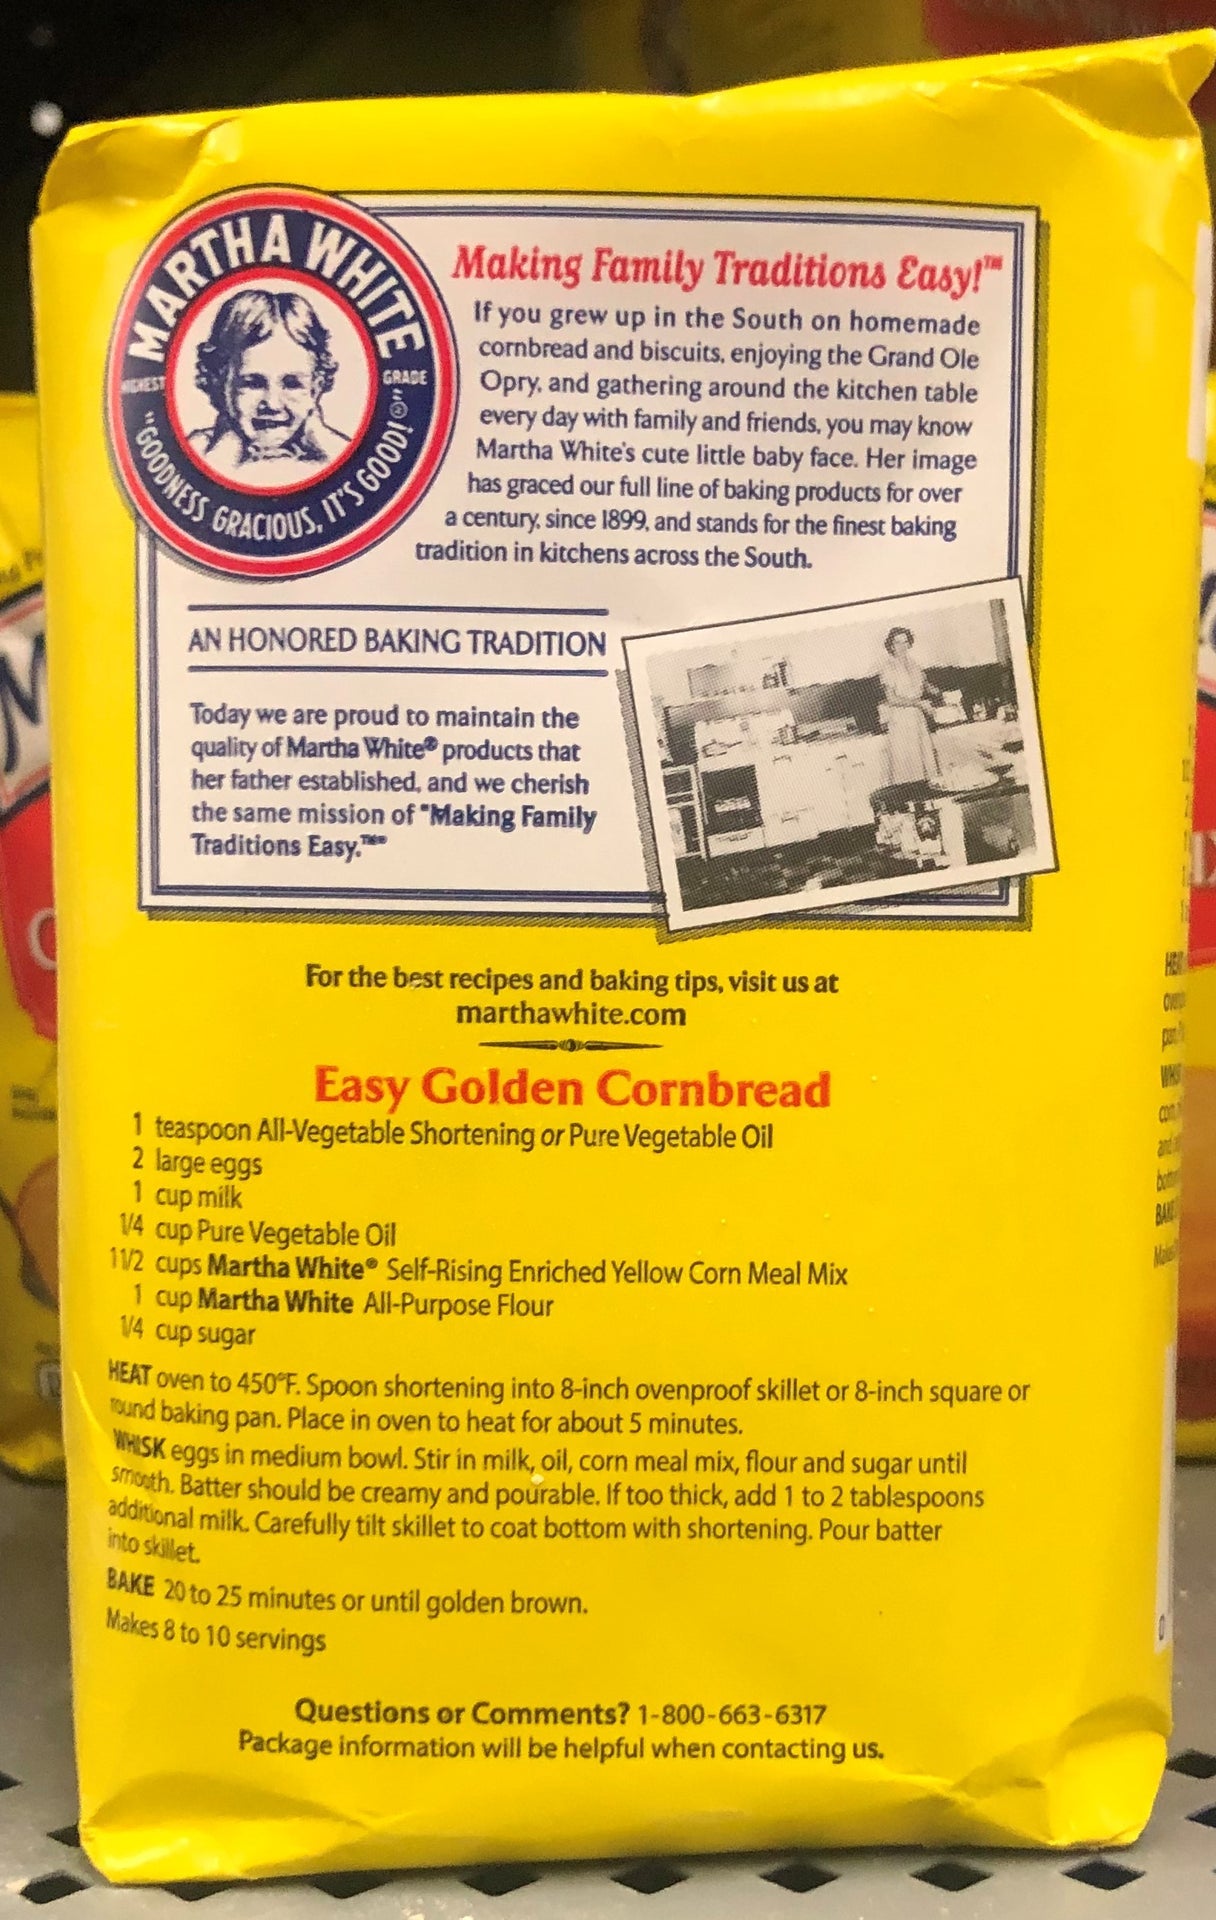 MARTHA WHITE
HIGHEST GRADE
"GOODNESS GRACIOUS, IT'S GOOD!"®
Making Family Traditions Easy!™
If you grew up in the South on homemade
cornbread and biscuits, enjoying the Grand Ole
Opry, and gathering around the kitchen table
every day with family and friends, you may know
Martha White's cute little baby face. Her image
has graced our full line of baking products for over
a century, since 1899, and stands for the finest baking
tradition in kitchens across the South.
AN HONORED BAKING TRADITION
Today we are proud to maintain the
quality of Martha White® products that
her father established, and we cherish
the same mission of "Making Family
Traditions Easy.™"
For the best recipes and baking tips, visit us at
marthawhite.com
Easy Golden Cornbread
1 teaspoon All-Vegetable Shortening or Pure Vegetable Oil
2 large eggs
1 cup milk
1/4 cup Pure Vegetable Oil
1 1/2 cups Martha White® Self-Rising Enriched Yellow Corn Meal Mix
1 cup Martha White All-Purpose Flour
1/4 cup sugar
HEAT oven to 450°F. Spoon shortening into 8-inch ovenproof skillet or 8-inch square or
round baking pan. Place in oven to heat for about 5 minutes.
WHISK eggs in medium bowl. Stir in milk, oil, corn meal mix, flour and sugar until
smooth. Batter should be creamy and pourable. If too thick, add 1 to 2 tablespoons
additional milk. Carefully tilt skillet to coat bottom with shortening. Pour batter
into skillet.
BAKE 20 to 25 minutes or until golden brown.
Makes 8 to 10 servings
Questions or Comments? 1-800-663-6317
Package information will be helpful when contacting us.